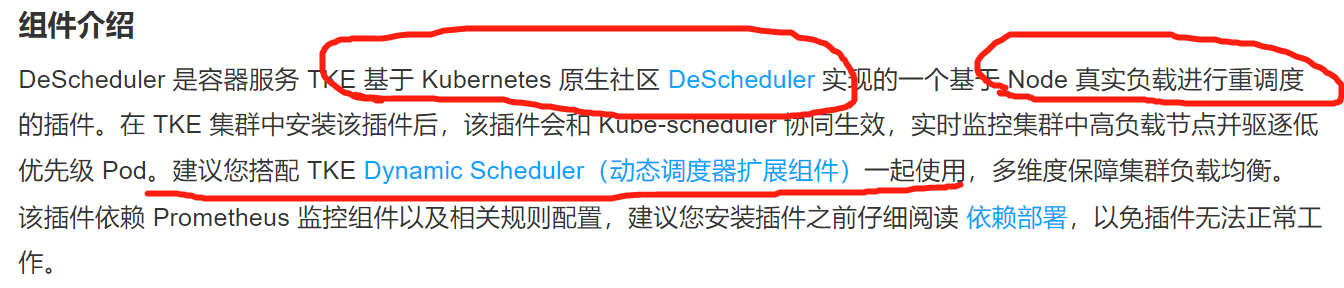 组件介绍
DeScheduler 是容器服务 TKE 基于 Kubernetes 原生社区 DeScheduler 实现的一个基于 Node 真实负载进行重调度
的插件。在 TKE 集群中安装该插件后，该插件会和 Kube-scheduler 协同生效，实时监控集群中高负载节点并驱逐低
优先级 Pod。建议您搭配 TKE Dynamic Scheduler（动态调度器扩展组件）一起使用，多维度保障集群负载均衡。
该插件依赖 Prometheus 监控组件以及相关规则配置，建议您安装插件之前仔细阅读 依赖部署，以免插件无法正常工
作。